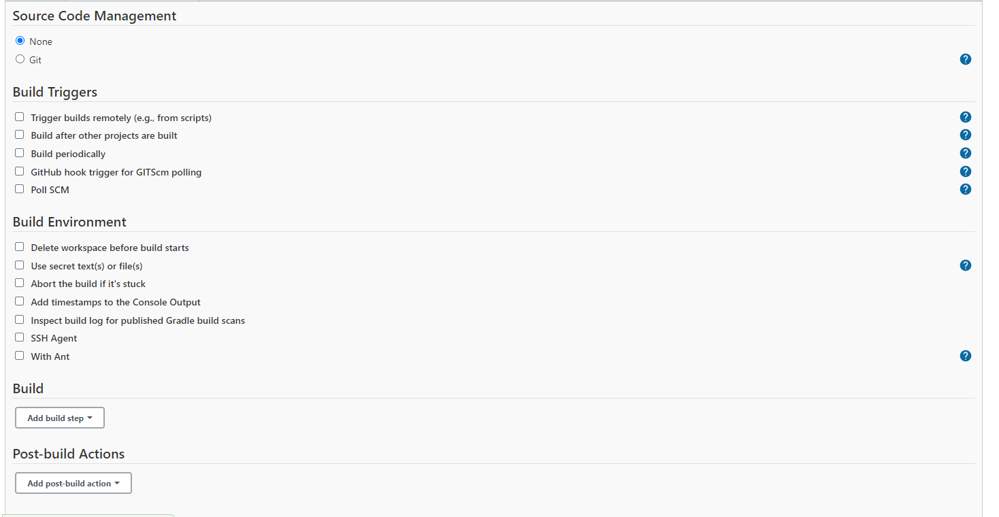 Source Code Management
None
Git
?
Build Triggers
Trigger builds remotely (e.g., from scripts)
?
Build after other projects are built
?
Build periodically
?
GitHub hook trigger for GITScm polling
?
Poll SCM
?
Build Environment
Delete workspace before build starts
Use secret text(s) or file(s)
?
Abort the build if it's stuck
Add timestamps to the Console Output
Inspect build log for published Gradle build scans
SSH Agent
With Ant
?
Build
Add build step
Post-build Actions
Add post-build action